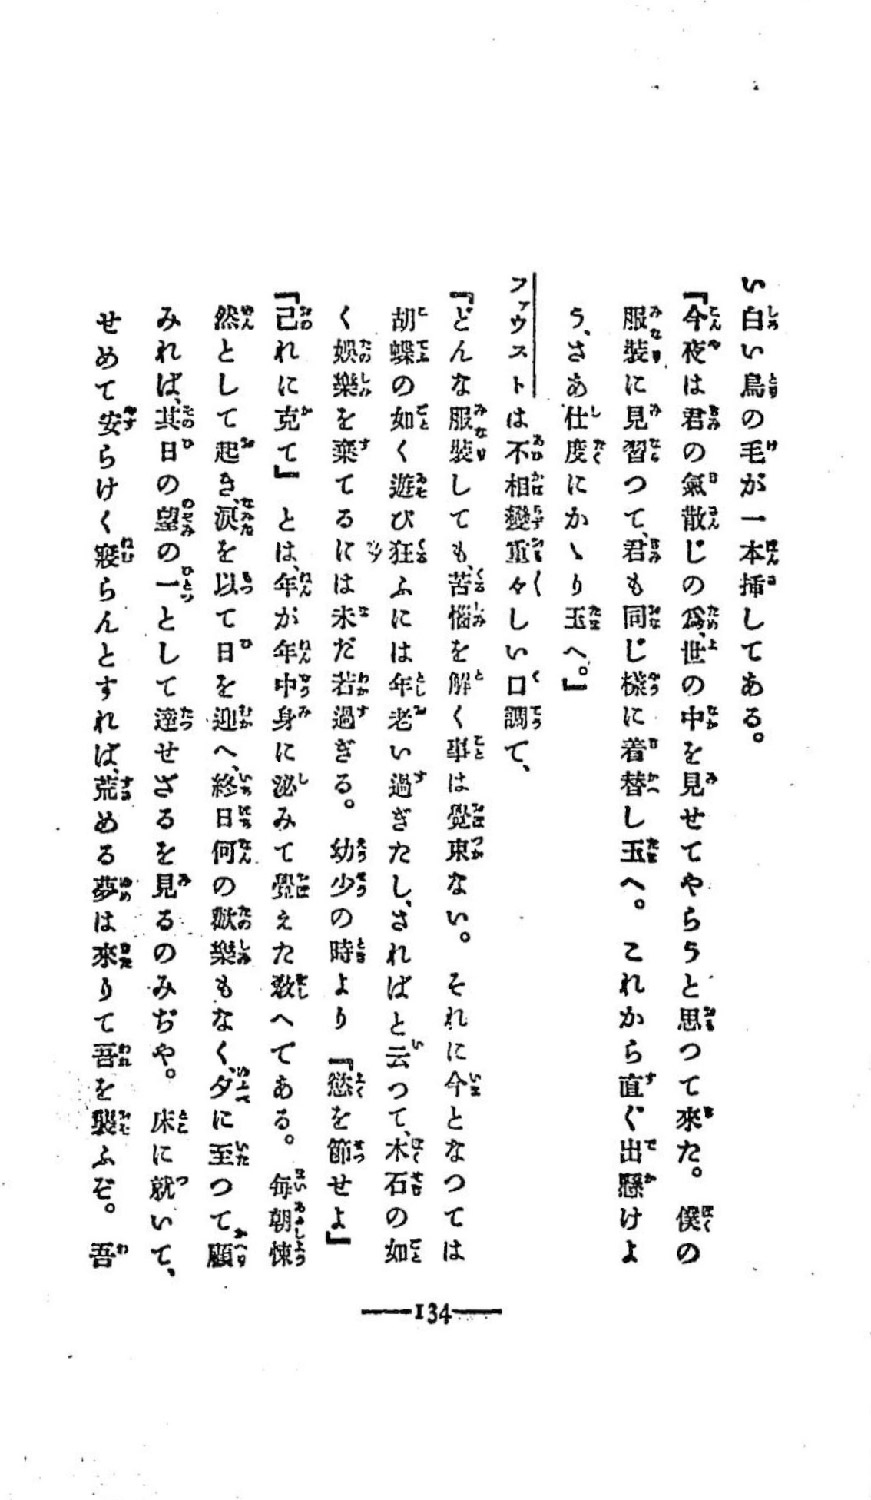 い白い鳥の毛が一本挿してある。
『今夜は君の氣散じの爲、世の中を見せてやらうと思つて來た。僕の
服裝に見習つて、君も同じ樣に着替し玉へ。これから直ぐ出懸けよ
う、さあ仕度にかゝり玉へ。』
ファウストは不相變重々しい口調て、
『どんな服裝しても、苦惱を解く事は覺束ない。それに今となつては
胡蝶の如く遊び狂ふには年老い過ぎたし、さればと云つて、木石の如
く娯樂を棄てるには未だ若過ぎる。幼少の時より『慾を節せよ』
『己れに克て』とは、年が年中身に泌みて覺えた敎へてある。每朝悚
然として起き、淚を以て日を迎へ、終日何の歡樂もなく、夕に至つて顧
みれば、其日の望の一として達せざるを見るのみぢや。床に就いて、
せめて安らけく寢らんとすれば、荒める夢は來りて吾を襲ふぞ。吾
134